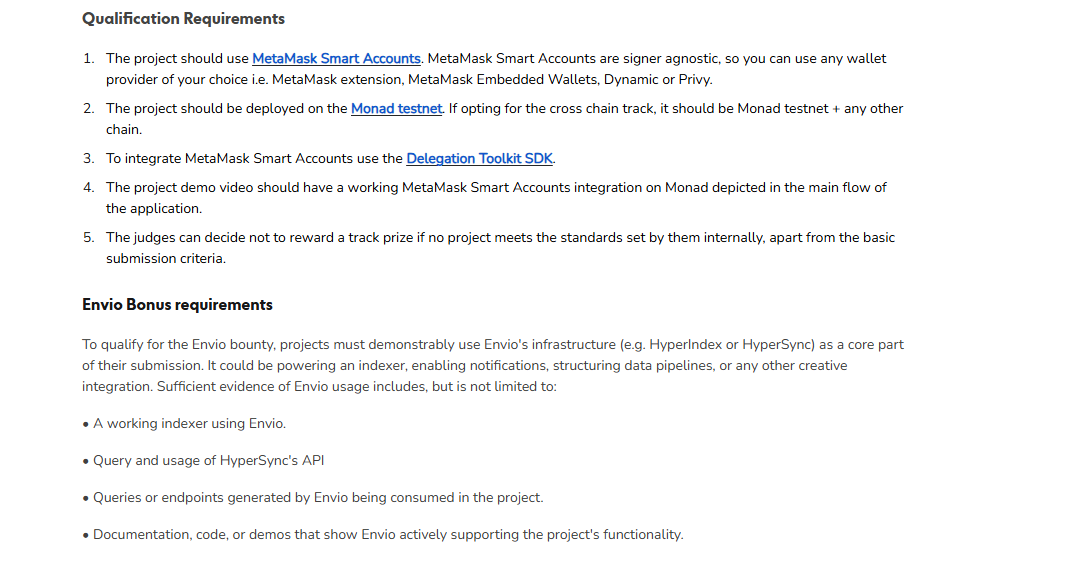 Qualification Requirements
1. The project should use MetaMask Smart Accounts. MetaMask Smart Accounts are signer agnostic, so you can use any wallet
provider of your choice i.e. MetaMask extension, MetaMask Embedded Wallets, Dynamic or Privy.
2. The project should be deployed on the Monad testnet. If opting for the cross chain track, it should be Monad testnet + any other
chain.
3. To integrate MetaMask Smart Accounts use the Delegation Toolkit SDK.
4. The project demo video should have a working MetaMask Smart Accounts integration on Monad depicted in the main flow of
the application.
5. The judges can decide not to reward a track prize if no project meets the standards set by them internally, apart from the basic
submission criteria.
Envio Bonus requirements
To qualify for the Envio bounty, projects must demonstrably use Envio's infrastructure (e.g. HyperIndex or HyperSync) as a core part
of their submission. It could be powering an indexer, enabling notifications, structuring data pipelines, or any other creative
integration. Sufficient evidence of Envio usage includes, but is not limited to:
• A working indexer using Envio.
• Query and usage of HyperSync's API
• Queries or endpoints generated by Envio being consumed in the project.
• Documentation, code, or demos that show Envio actively supporting the project's functionality.